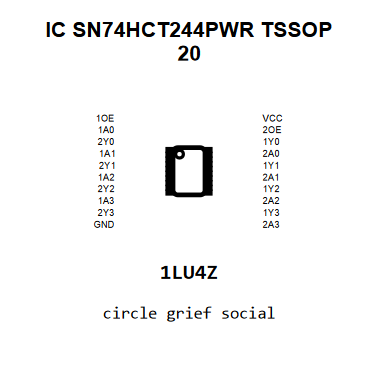 IC SN74HCT244PWR TSSOP
20
1OE VCC
1A0 2OE
2Y0 1Y0
1A1 2A0
2Y1 1Y1
1A2 2A1
2Y2 1Y2
1A3 2A2
2Y3 1Y3
GND 2A3
1LU4Z
circle grief social